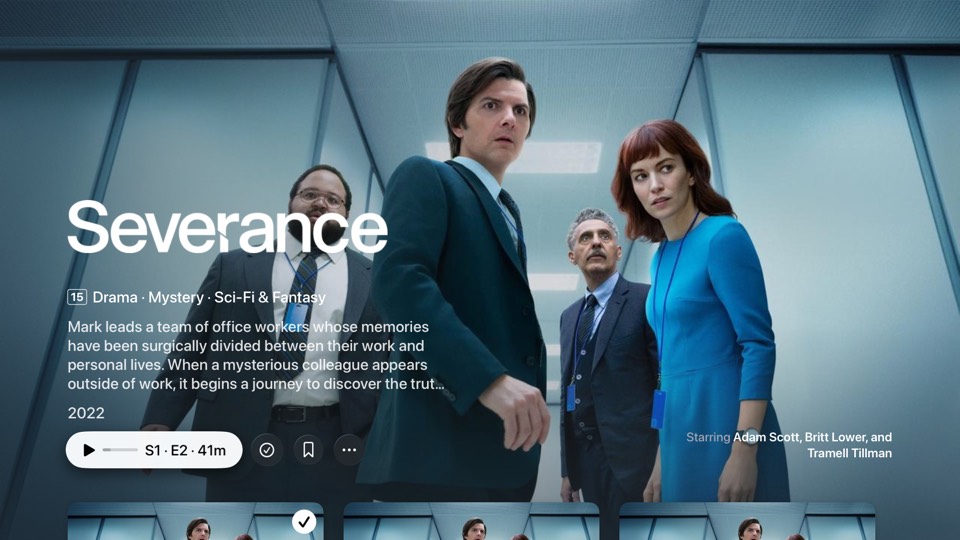 Severance
15 Drama · Mystery · Sci-Fi & Fantasy
Mark leads a team of office workers whose memories
have been surgically divided between their work and
personal lives. When a mysterious colleague appears
outside of work, it begins a journey to discover the trut…
2022
S1 · E2 · 41m
Starring Adam Scott, Britt Lower, and
Tramell Tillman